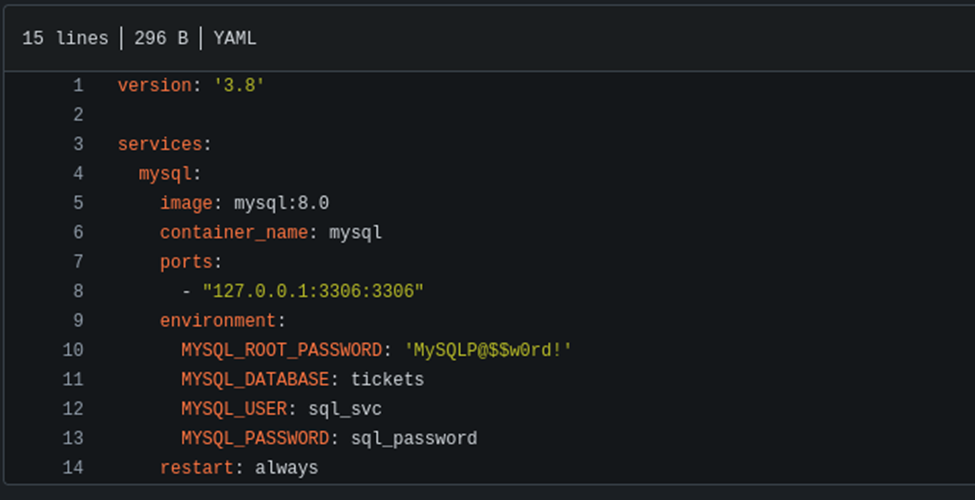 15 lines | 296 B | YAML
1 version: '3.8'
2
3 services:
4   mysql:
5     image: mysql:8.0
6     container_name: mysql
7     ports:
8       - "127.0.0.1:3306:3306"
9     environment:
10       MYSQL_ROOT_PASSWORD: 'MySQLP@$$w0rd!'
11       MYSQL_DATABASE: tickets
12       MYSQL_USER: sql_svc
13       MYSQL_PASSWORD: sql_password
14     restart: always